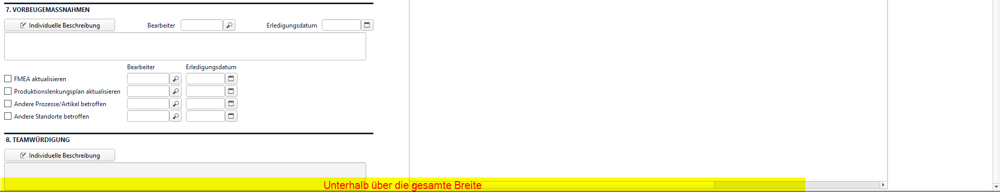 7. VORBEUGEMASSNAHMEN
Individuelle Beschreibung Bearbeiter Erledigungsdatum
Bearbeiter Erledigungsdatum
FMEA aktualisieren
Produktionslenkungsplan aktualisieren
Andere Prozesse/Artikel betroffen
Andere Standorte betroffen
8. TEAMWÜRDIGUNG
Individuelle Beschreibung
Unterhalb über die gesamte Breite